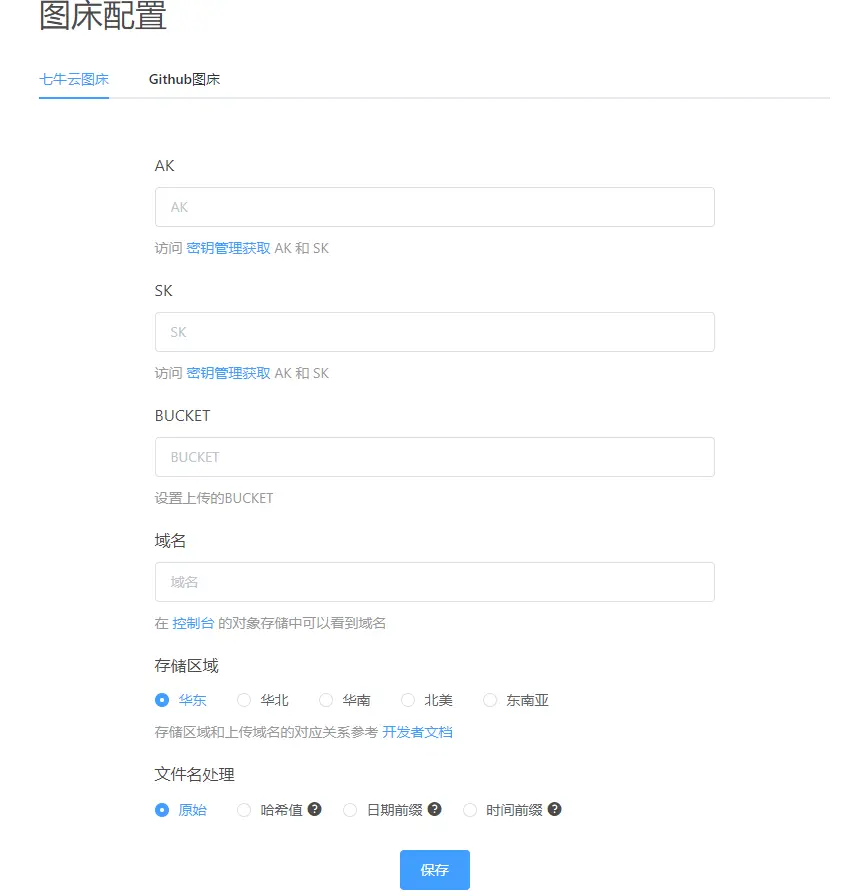 图床配置
七牛云图床 Github图床
AK
AK
访问 密钥管理获取 AK 和 SK
SK
SK
访问 密钥管理获取 AK 和 SK
BUCKET
BUCKET
设置上传的BUCKET
域名
域名
在 控制台 的对象存储中可以看到域名
存储区域
华东 华北 华南 北美 东南亚
存储区域和上传域名的对应关系参考 开发者文档
文件名处理
原始 哈希值 ? 日期前缀 ? 时间前缀 ?
保存